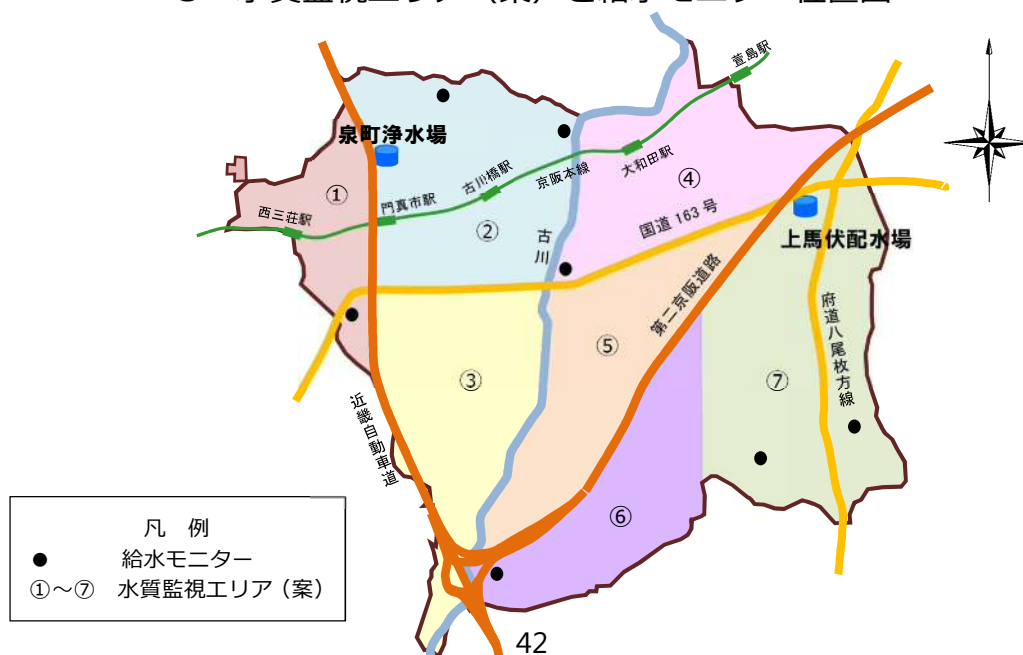 萱島駅
泉町浄水場
①
西三荘駅
門真市駅
古川橋駅
京阪本線
大和田駅
②
古川
④
国道 163 号
上馬伏配水場
第二京阪道路
府道八尾枚方線
③
⑤
⑦
近畿自動車道
⑥
凡 例
● 給水モニター
①～⑦ 水質監視エリア（案）
42